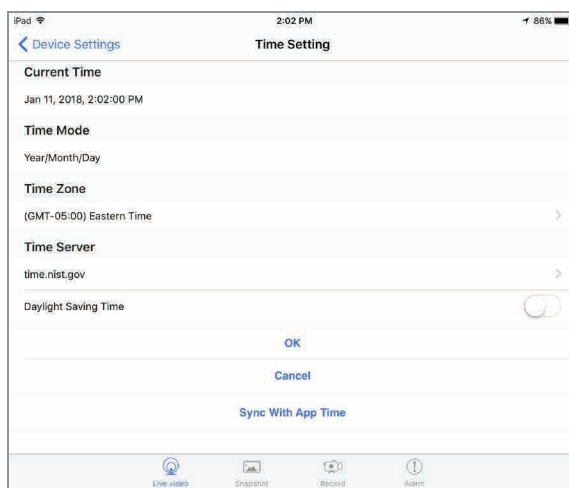 iPad 2:02 PM 86%
Device Settings Time Setting
Current Time
Jan 11, 2018, 2:02:00 PM
Time Mode
Year/Month/Day
Time Zone
(GMT-05:00) Eastern Time
Time Server
time.nist.gov
Daylight Saving Time
OK
Cancel
Sync With App Time
Live video Snapshot Record Alarm